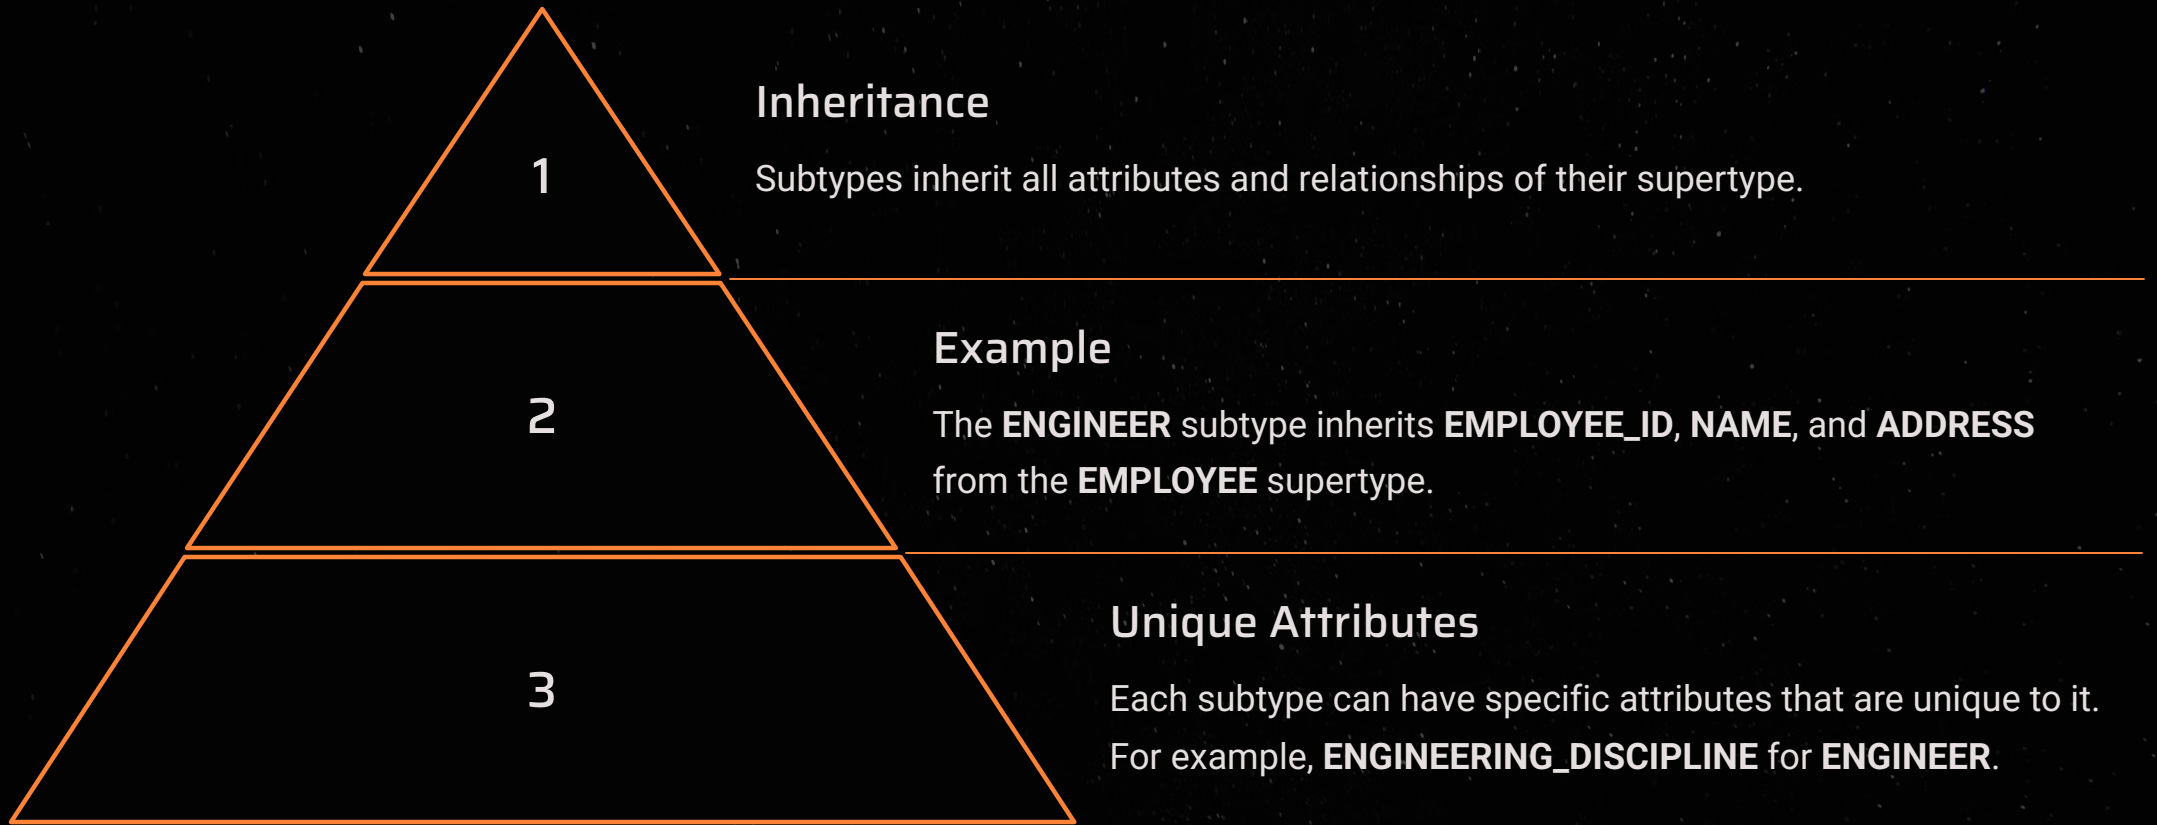 1
Inheritance
Subtypes inherit all attributes and relationships of their supertype.
2
Example
The ENGINEER subtype inherits EMPLOYEE_ID, NAME, and ADDRESS
from the EMPLOYEE supertype.
3
Unique Attributes
Each subtype can have specific attributes that are unique to it.
For example, ENGINEERING_DISCIPLINE for ENGINEER.